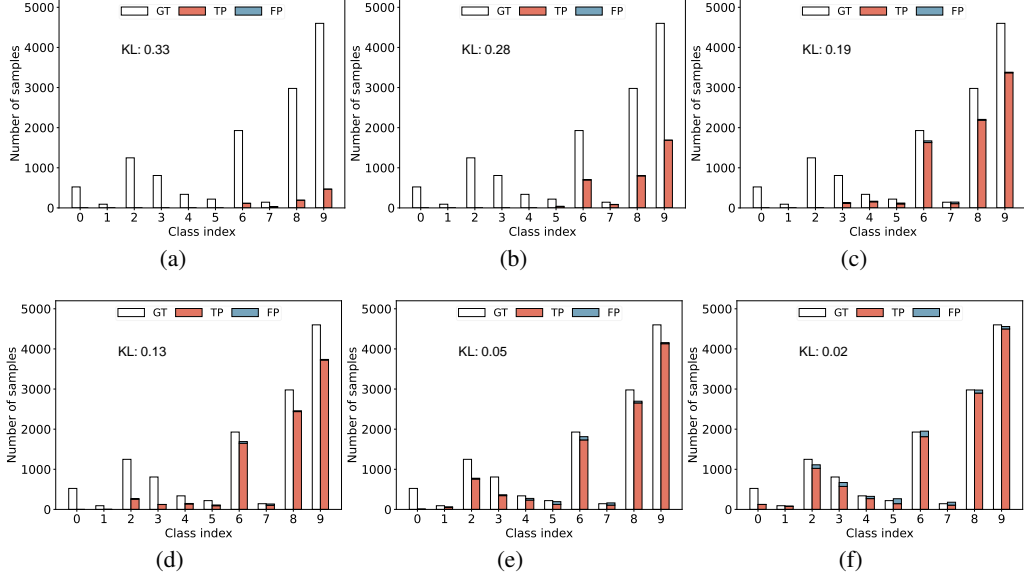 5000
4000
3000
2000
1000
0
Number of samples
GT TP FP
KL: 0.33
0 1 2 3 4 5 6 7 8 9
Class index
(a)
5000
4000
3000
2000
1000
0
Number of samples
GT TP FP
KL: 0.28
0 1 2 3 4 5 6 7 8 9
Class index
(b)
5000
4000
3000
2000
1000
0
Number of samples
GT TP FP
KL: 0.19
0 1 2 3 4 5 6 7 8 9
Class index
(c)
5000
4000
3000
2000
1000
0
Number of samples
GT TP FP
KL: 0.13
0 1 2 3 4 5 6 7 8 9
Class index
(d)
5000
4000
3000
2000
1000
0
Number of samples
GT TP FP
KL: 0.05
0 1 2 3 4 5 6 7 8 9
Class index
(e)
5000
4000
3000
2000
1000
0
Number of samples
GT TP FP
KL: 0.02
0 1 2 3 4 5 6 7 8 9
Class index
(f)